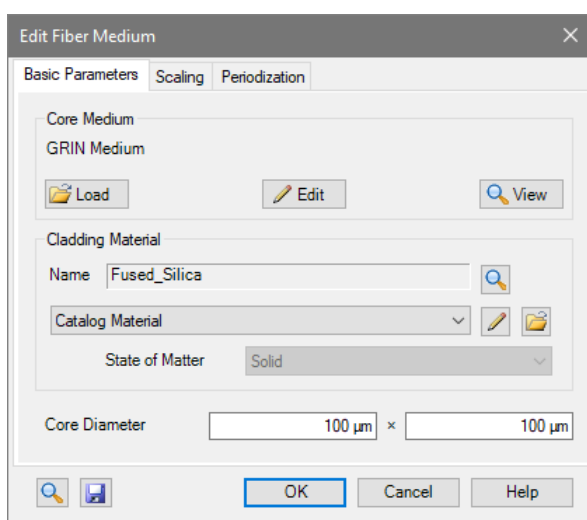 Edit Fiber Medium
Basic Parameters Scaling Periodization
Core Medium
GRIN Medium
Load Edit View
Cladding Material
Name Fused_Silica
Catalog Material
State of Matter Solid
Core Diameter 100 µm × 100 µm
OK Cancel Help